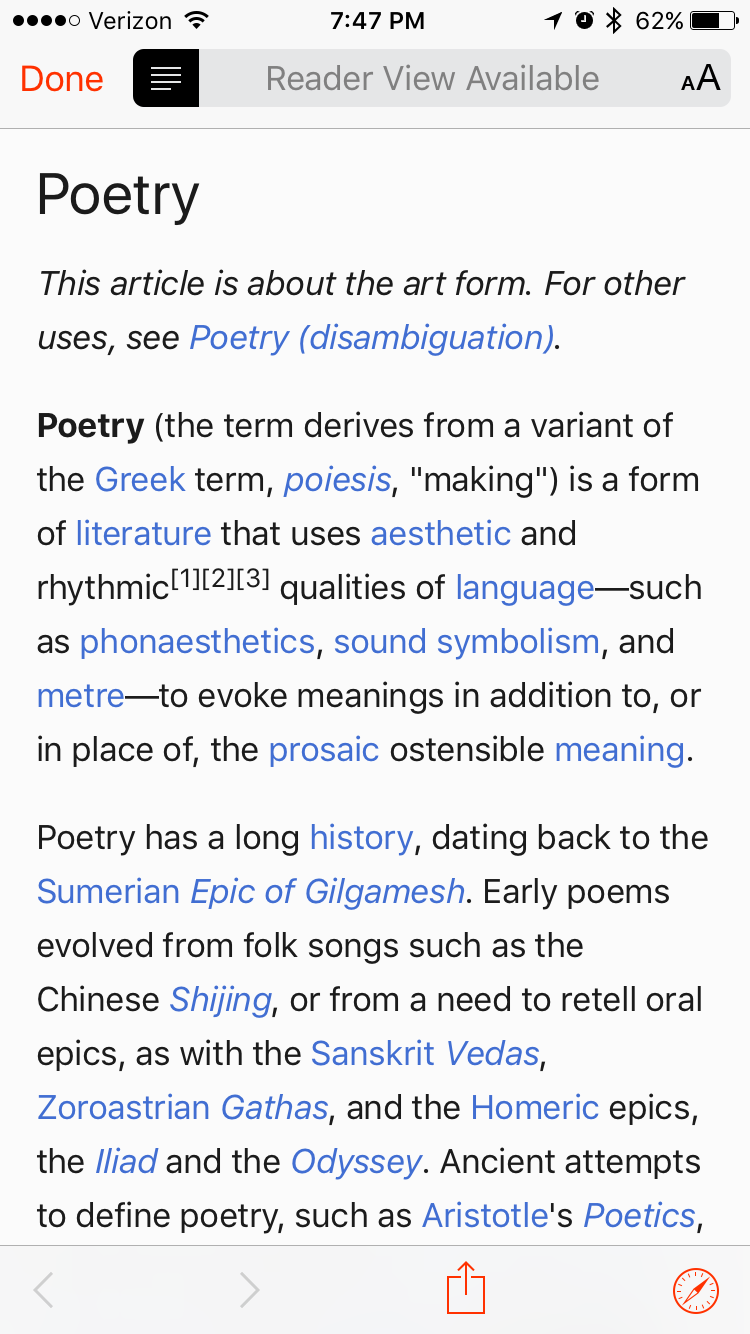 Verizon 7:47 PM 62%
Done Reader View Available AA
Poetry
This article is about the art form. For other
uses, see Poetry (disambiguation).
Poetry (the term derives from a variant of
the Greek term, poiesis, "making") is a form
of literature that uses aesthetic and
rhythmic[1][2][3] qualities of language—such
as phonaesthetics, sound symbolism, and
metre—to evoke meanings in addition to, or
in place of, the prosaic ostensible meaning.
Poetry has a long history, dating back to the
Sumerian Epic of Gilgamesh. Early poems
evolved from folk songs such as the
Chinese Shijing, or from a need to retell oral
epics, as with the Sanskrit Vedas,
Zoroastrian Gathas, and the Homeric epics,
the Iliad and the Odyssey. Ancient attempts
to define poetry, such as Aristotle's Poetics,